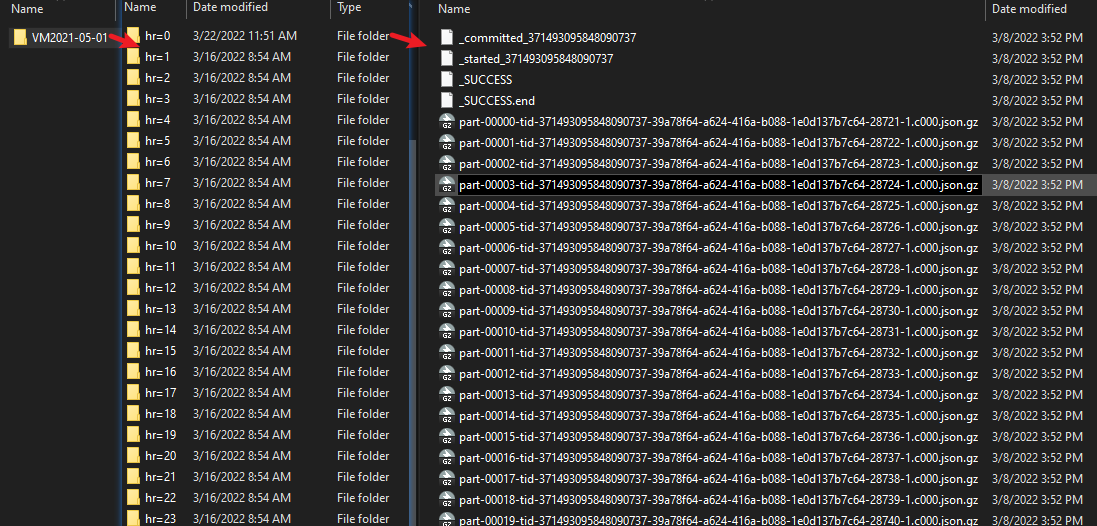 Name
VM2021-05-01
Name Date modified Type
hr=0 3/22/2022 11:51 AM File folder
hr=1 3/16/2022 8:54 AM File folder
hr=2 3/16/2022 8:54 AM File folder
hr=3 3/16/2022 8:54 AM File folder
hr=4 3/16/2022 8:54 AM File folder
hr=5 3/16/2022 8:54 AM File folder
hr=6 3/16/2022 8:54 AM File folder
hr=7 3/16/2022 8:54 AM File folder
hr=8 3/16/2022 8:54 AM File folder
hr=9 3/16/2022 8:54 AM File folder
hr=10 3/16/2022 8:54 AM File folder
hr=11 3/16/2022 8:54 AM File folder
hr=12 3/16/2022 8:54 AM File folder
hr=13 3/16/2022 8:54 AM File folder
hr=14 3/16/2022 8:54 AM File folder
hr=15 3/16/2022 8:54 AM File folder
hr=16 3/16/2022 8:54 AM File folder
hr=17 3/16/2022 8:54 AM File folder
hr=18 3/16/2022 8:54 AM File folder
hr=19 3/16/2022 8:54 AM File folder
hr=20 3/16/2022 8:54 AM File folder
hr=21 3/16/2022 8:54 AM File folder
hr=22 3/16/2022 8:54 AM File folder
hr=23 3/16/2022 8:54 AM File folder
Name Date modified
_committed_371493095848090737 3/8/2022 3:52 PM
_started_371493095848090737 3/8/2022 3:52 PM
_SUCCESS 3/8/2022 3:52 PM
_SUCCESS.end 3/8/2022 3:52 PM
GZ part-00000-tid-371493095848090737-39a78f64-a624-416a-b088-1e0d137b7c64-28721-1.c000.json.gz 3/8/2022 3:52 PM
GZ part-00001-tid-371493095848090737-39a78f64-a624-416a-b088-1e0d137b7c64-28722-1.c000.json.gz 3/8/2022 3:52 PM
GZ part-00002-tid-371493095848090737-39a78f64-a624-416a-b088-1e0d137b7c64-28723-1.c000.json.gz 3/8/2022 3:52 PM
GZ part-00003-tid-371493095848090737-39a78f64-a624-416a-b088-1e0d137b7c64-28724-1.c000.json.gz 3/8/2022 3:52 PM
GZ part-00004-tid-371493095848090737-39a78f64-a624-416a-b088-1e0d137b7c64-28725-1.c000.json.gz 3/8/2022 3:52 PM
GZ part-00005-tid-371493095848090737-39a78f64-a624-416a-b088-1e0d137b7c64-28726-1.c000.json.gz 3/8/2022 3:52 PM
GZ part-00006-tid-371493095848090737-39a78f64-a624-416a-b088-1e0d137b7c64-28727-1.c000.json.gz 3/8/2022 3:52 PM
GZ part-00007-tid-371493095848090737-39a78f64-a624-416a-b088-1e0d137b7c64-28728-1.c000.json.gz 3/8/2022 3:52 PM
GZ part-00008-tid-371493095848090737-39a78f64-a624-416a-b088-1e0d137b7c64-28729-1.c000.json.gz 3/8/2022 3:52 PM
GZ part-00009-tid-371493095848090737-39a78f64-a624-416a-b088-1e0d137b7c64-28730-1.c000.json.gz 3/8/2022 3:52 PM
GZ part-00010-tid-371493095848090737-39a78f64-a624-416a-b088-1e0d137b7c64-28731-1.c000.json.gz 3/8/2022 3:52 PM
GZ part-00011-tid-371493095848090737-39a78f64-a624-416a-b088-1e0d137b7c64-28732-1.c000.json.gz 3/8/2022 3:52 PM
GZ part-00012-tid-371493095848090737-39a78f64-a624-416a-b088-1e0d137b7c64-28733-1.c000.json.gz 3/8/2022 3:52 PM
GZ part-00013-tid-371493095848090737-39a78f64-a624-416a-b088-1e0d137b7c64-28734-1.c000.json.gz 3/8/2022 3:52 PM
GZ part-00014-tid-371493095848090737-39a78f64-a624-416a-b088-1e0d137b7c64-28735-1.c000.json.gz 3/8/2022 3:52 PM
GZ part-00015-tid-371493095848090737-39a78f64-a624-416a-b088-1e0d137b7c64-28736-1.c000.json.gz 3/8/2022 3:52 PM
GZ part-00016-tid-371493095848090737-39a78f64-a624-416a-b088-1e0d137b7c64-28737-1.c000.json.gz 3/8/2022 3:52 PM
GZ part-00017-tid-371493095848090737-39a78f64-a624-416a-b088-1e0d137b7c64-28738-1.c000.json.gz 3/8/2022 3:52 PM
GZ part-00018-tid-371493095848090737-39a78f64-a624-416a-b088-1e0d137b7c64-28739-1.c000.json.gz 3/8/2022 3:52 PM
part-00019-tid-371493095848090737-39a78f64-a624-416a-b088-1e0d137b7c64-28740-1.c000.json.gz 3/8/2022 3:52 PM